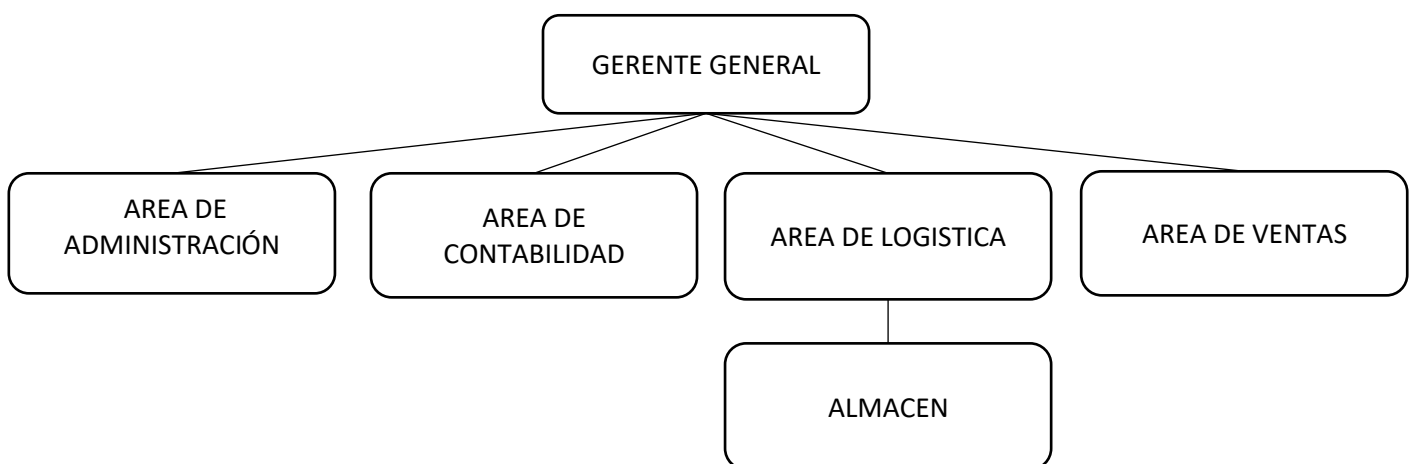 GERENTE GENERAL
AREA DE
ADMINISTRACIÓN
AREA DE
CONTABILIDAD
AREA DE LOGISTICA
AREA DE VENTAS
ALMACEN